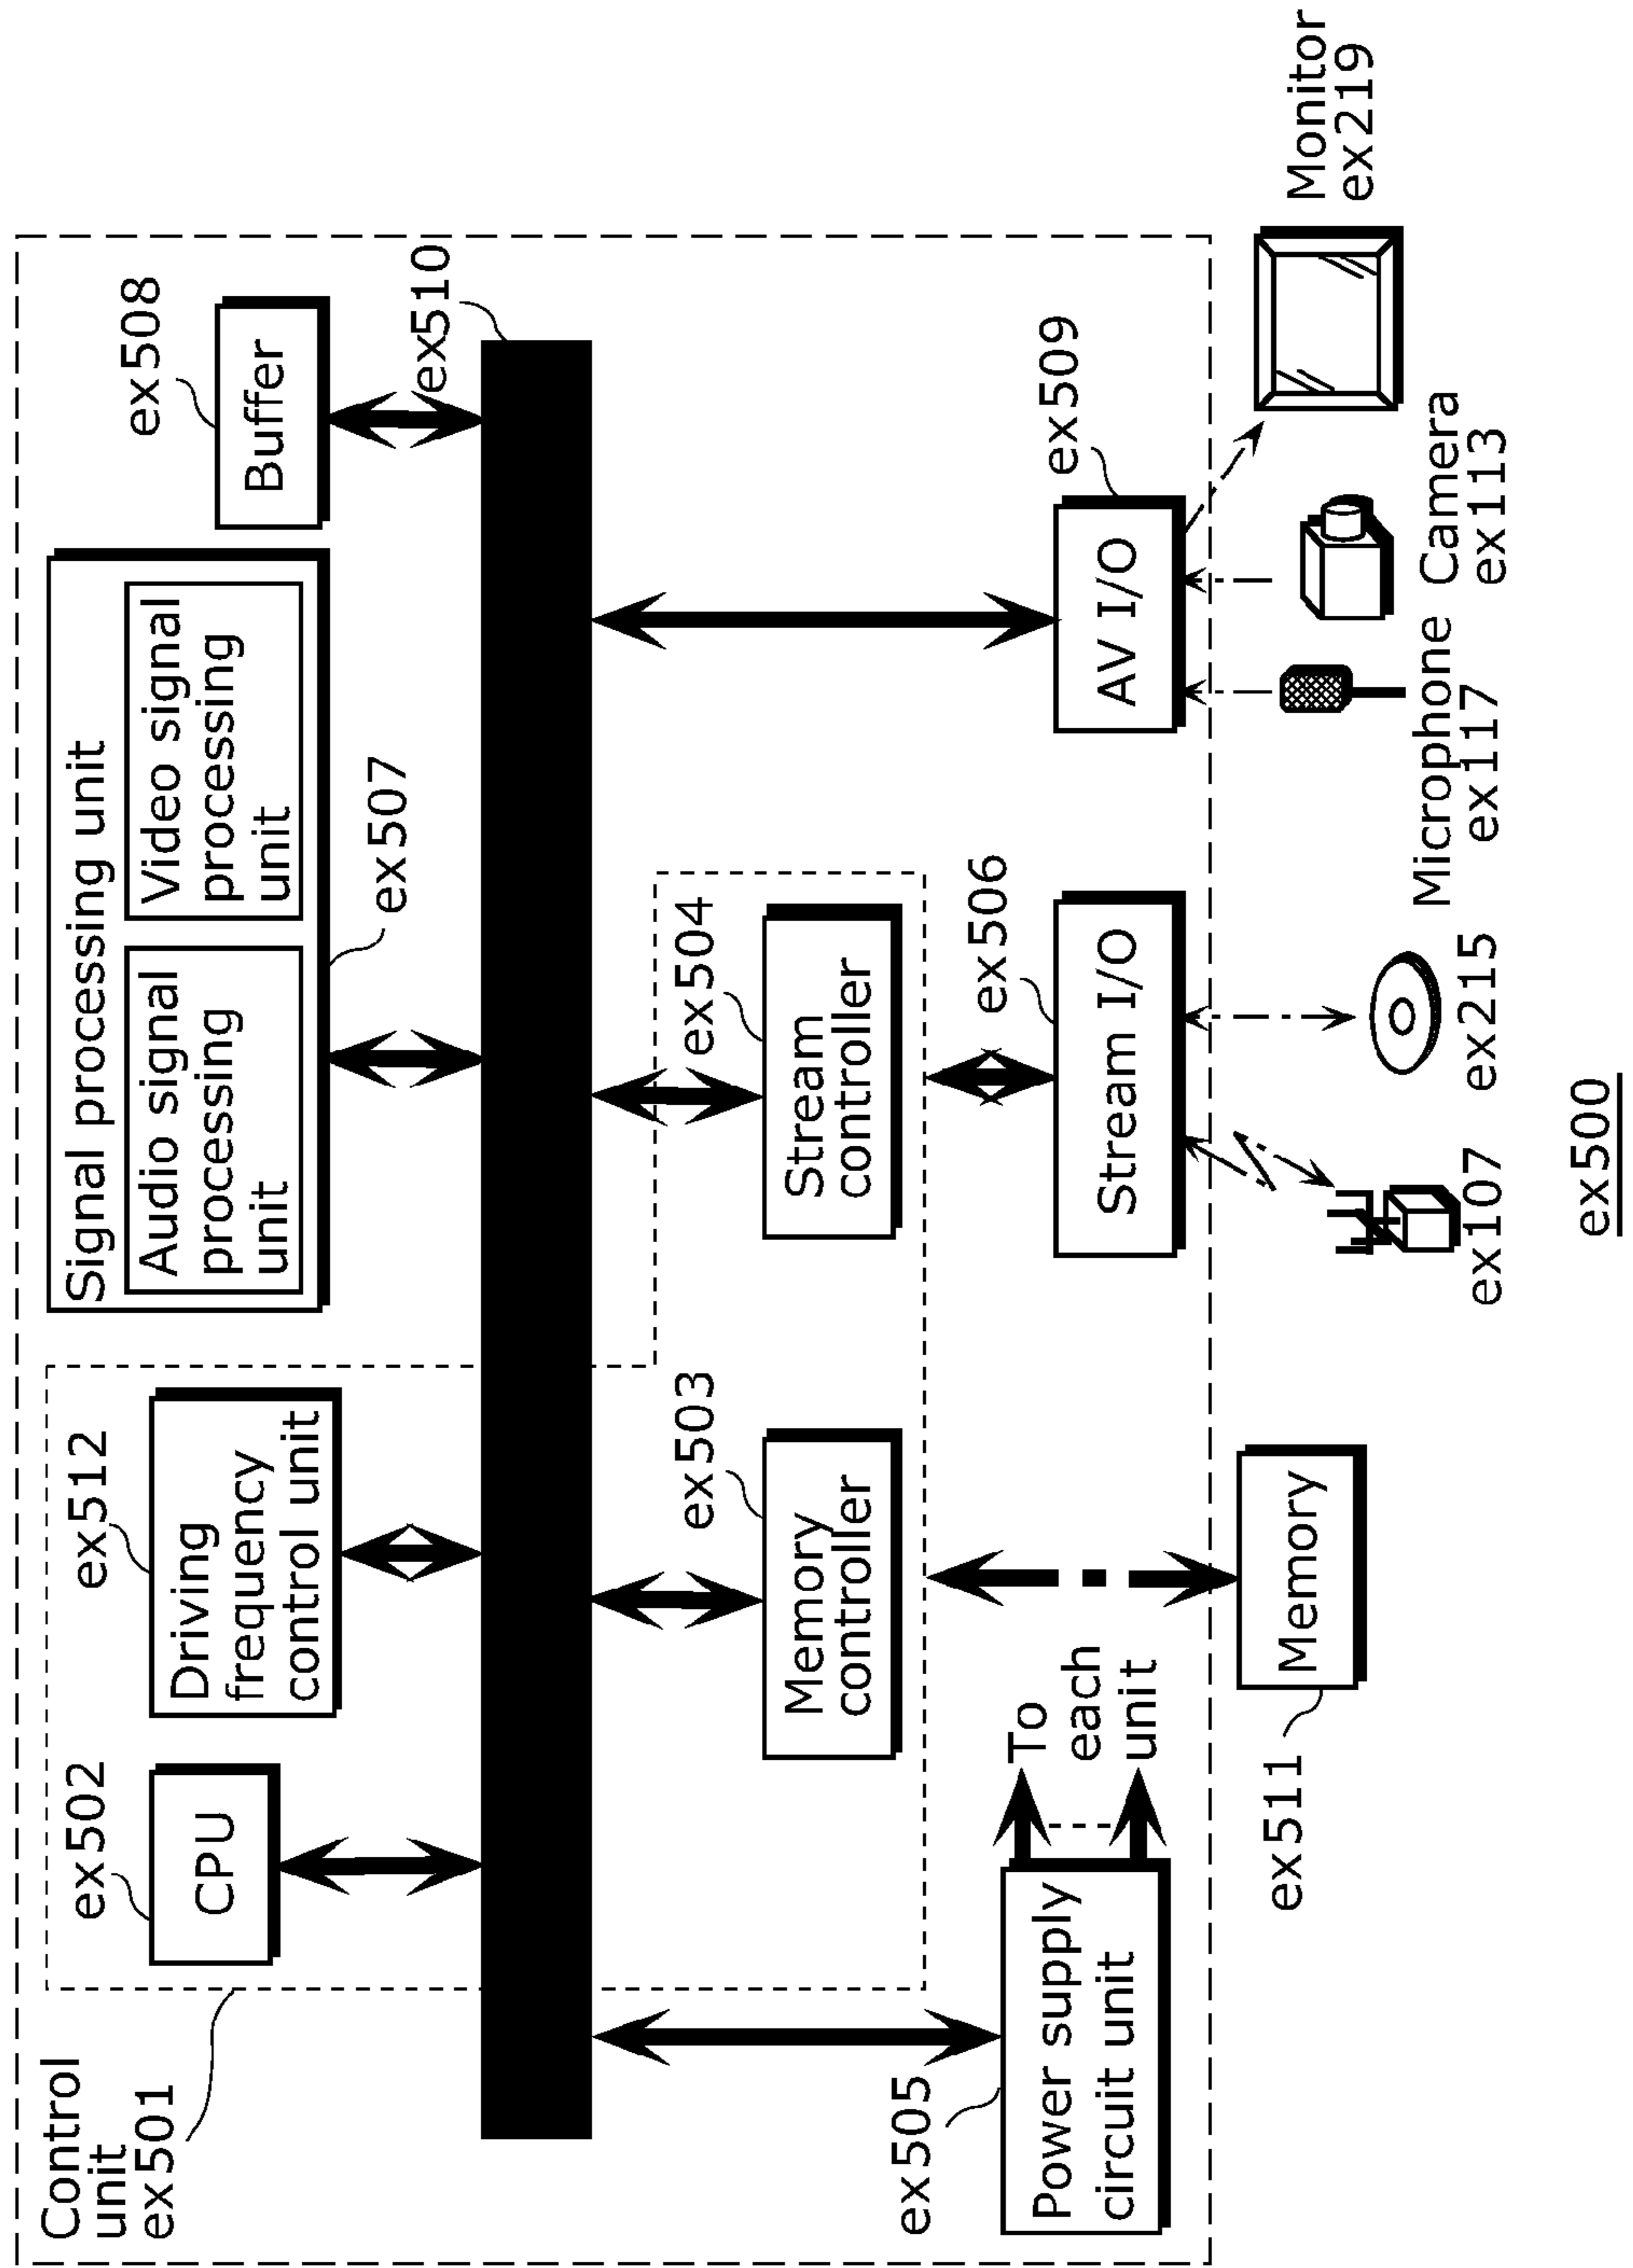 Control
unit
ex501
ex502
CPU
ex512
Driving
frequency
control unit
Signal processing unit
Audio signal
processing
unit
Video signal
processing
unit
ex507
ex508
Buffer
ex510
ex503
Memory
controller
ex504
Stream
controller
ex505
Power supply
circuit unit
To
each
unit
ex506
Stream I/O
ex509
AV I/O
ex511
Memory
ex107
ex215
Microphone
ex117
Camera
ex113
Monitor
ex219
ex500